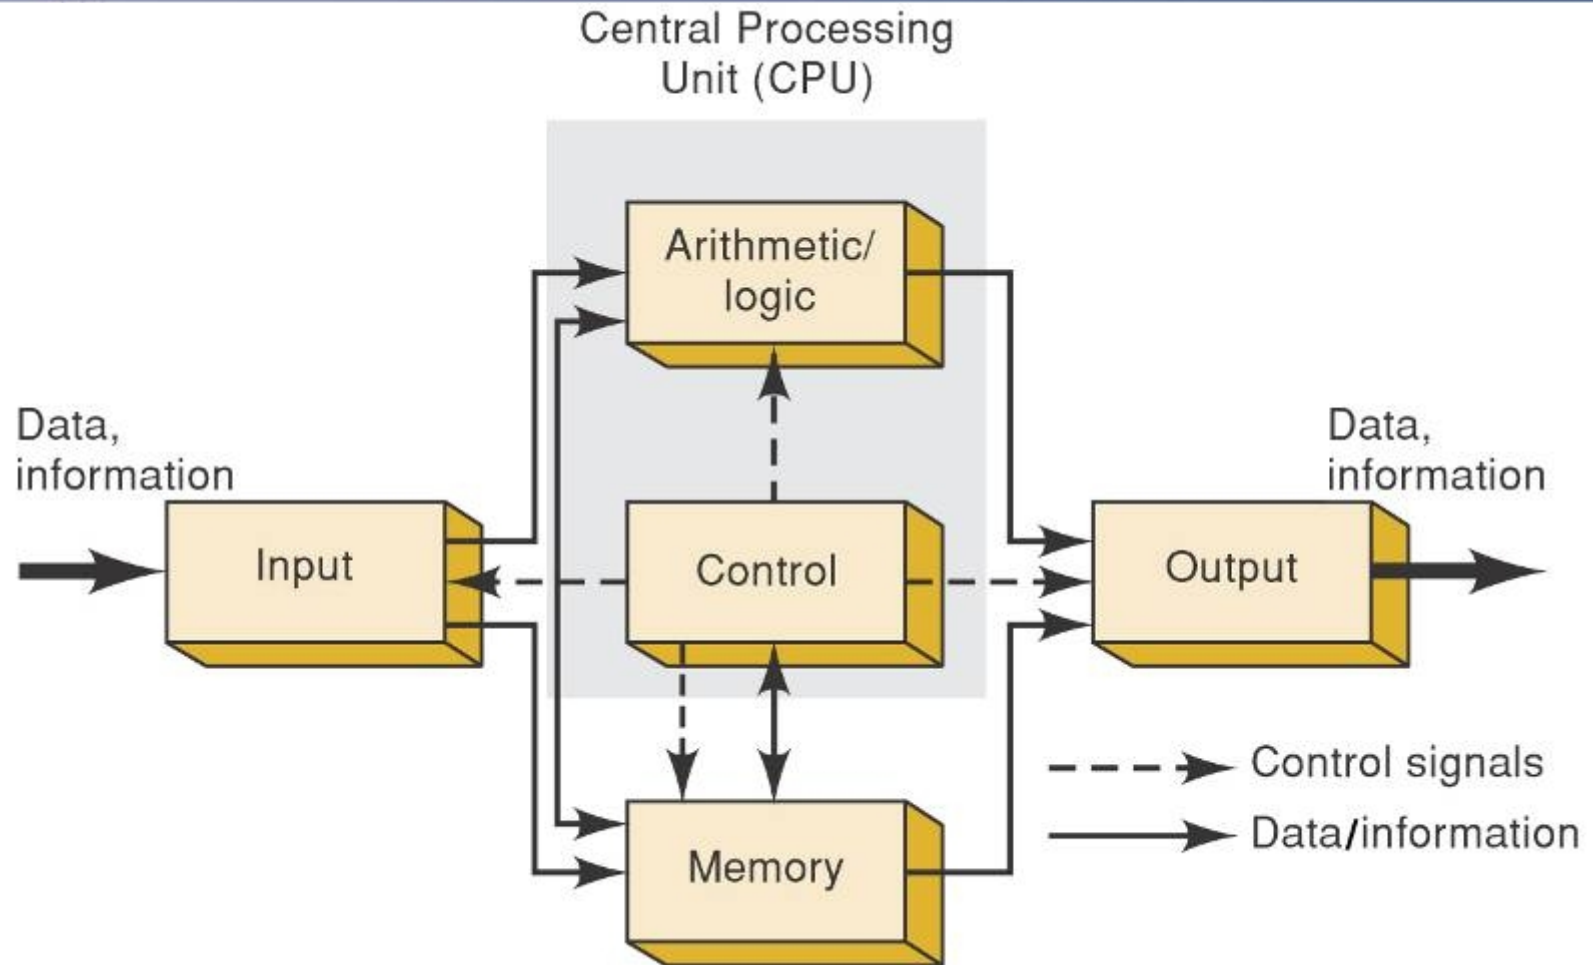 Central Processing
Unit (CPU)
Arithmetic/
logic
Data,
information
Data,
information
Input
Control
Output
Control signals
Data/information
Memory